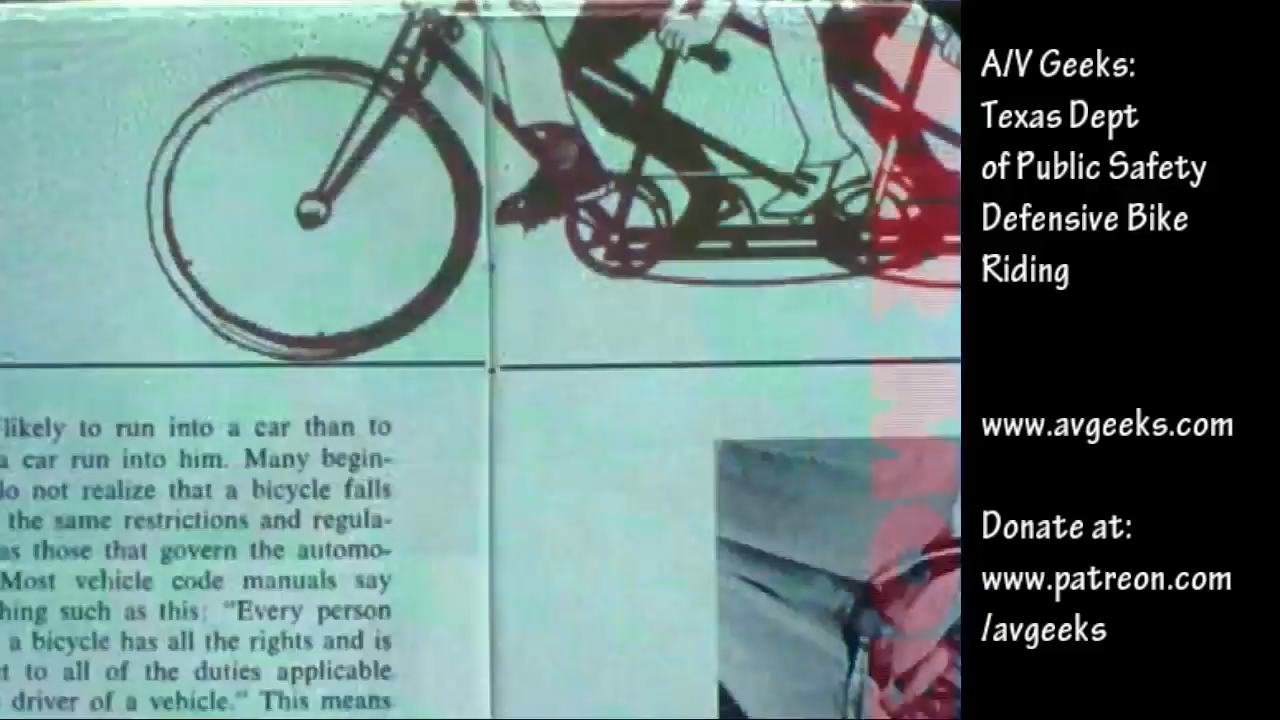 likely to run into a car than to
a car run into him. Many begin-
do not realize that a bicycle falls
the same restrictions and regula-
as those that govern the automo-
Most vehicle code manuals say
hing such as this: "Every person
a bicycle has all the rights and is
t to all of the duties applicable
driver of a vehicle." This means
A/V Geeks:
Texas Dept
of Public Safety
Defensive Bike
Riding
www.avgeeks.com
Donate at:
www.patreon.com
/avgeeks